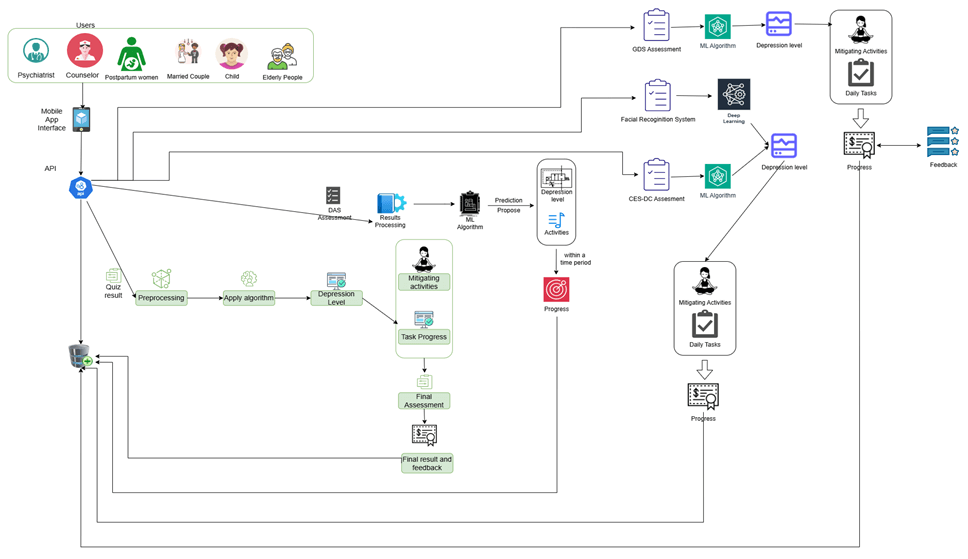 Users
Psychiatrist
Counselor
Postpartum women
Married Couple
Child
Elderly People
Mobile
App
Interface
API
api
GDS Assessment
ML Algorithm
Depression level
Mitigating Activities
Daily Tasks
Progress
Feedback
Facial Recoginition System
Deep
Learning
Depression level
CES-DC Assesment
ML Algorithm
Mitigating Activities
Daily Tasks
Progress
DAS
Assessment
Results
Processing
ML
Algorithm
Prediction
Propose
Depression
level
Activities
within a
time period
Progress
Quiz
result
Preprocessing
Apply algorithm
Depression
Level
Mitigating
activities
Task Progress
Final
Assessment
Final result and
feedback